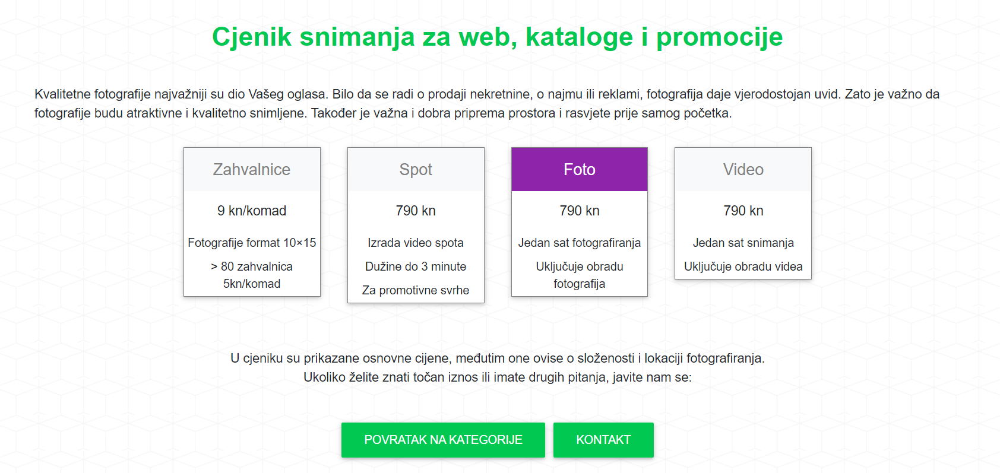 Cjenik snimanja za web, kataloge i promocije
Kvalitetne fotografije najvažniji su dio Vašeg oglasa. Bilo da se radi o prodaji nekretnine, o najmu ili reklami, fotografija daje vjerodostojan uvid. Zato je važno da
fotografije budu atraktivne i kvalitetno snimljene. Također je važna i dobra priprema prostora i rasvjete prije samog početka.
Zahvalnice
9 kn/komad
Fotografije format 10×15
> 80 zahvalnica
5kn/komad
Spot
790 kn
Izrada video spota
Dužine do 3 minute
Za promotivne svrhe
Foto
790 kn
Jedan sat fotografiranja
Uključuje obradu
fotografija
Video
790 kn
Jedan sat snimanja
Uključuje obradu videa
U cjeniku su prikazane osnovne cijene, međutim one ovise o složenosti i lokaciji fotografiranja.
Ukoliko želite znati točan iznos ili imate drugih pitanja, javite nam se:
POVRATAK NA KATEGORIJE
KONTAKT